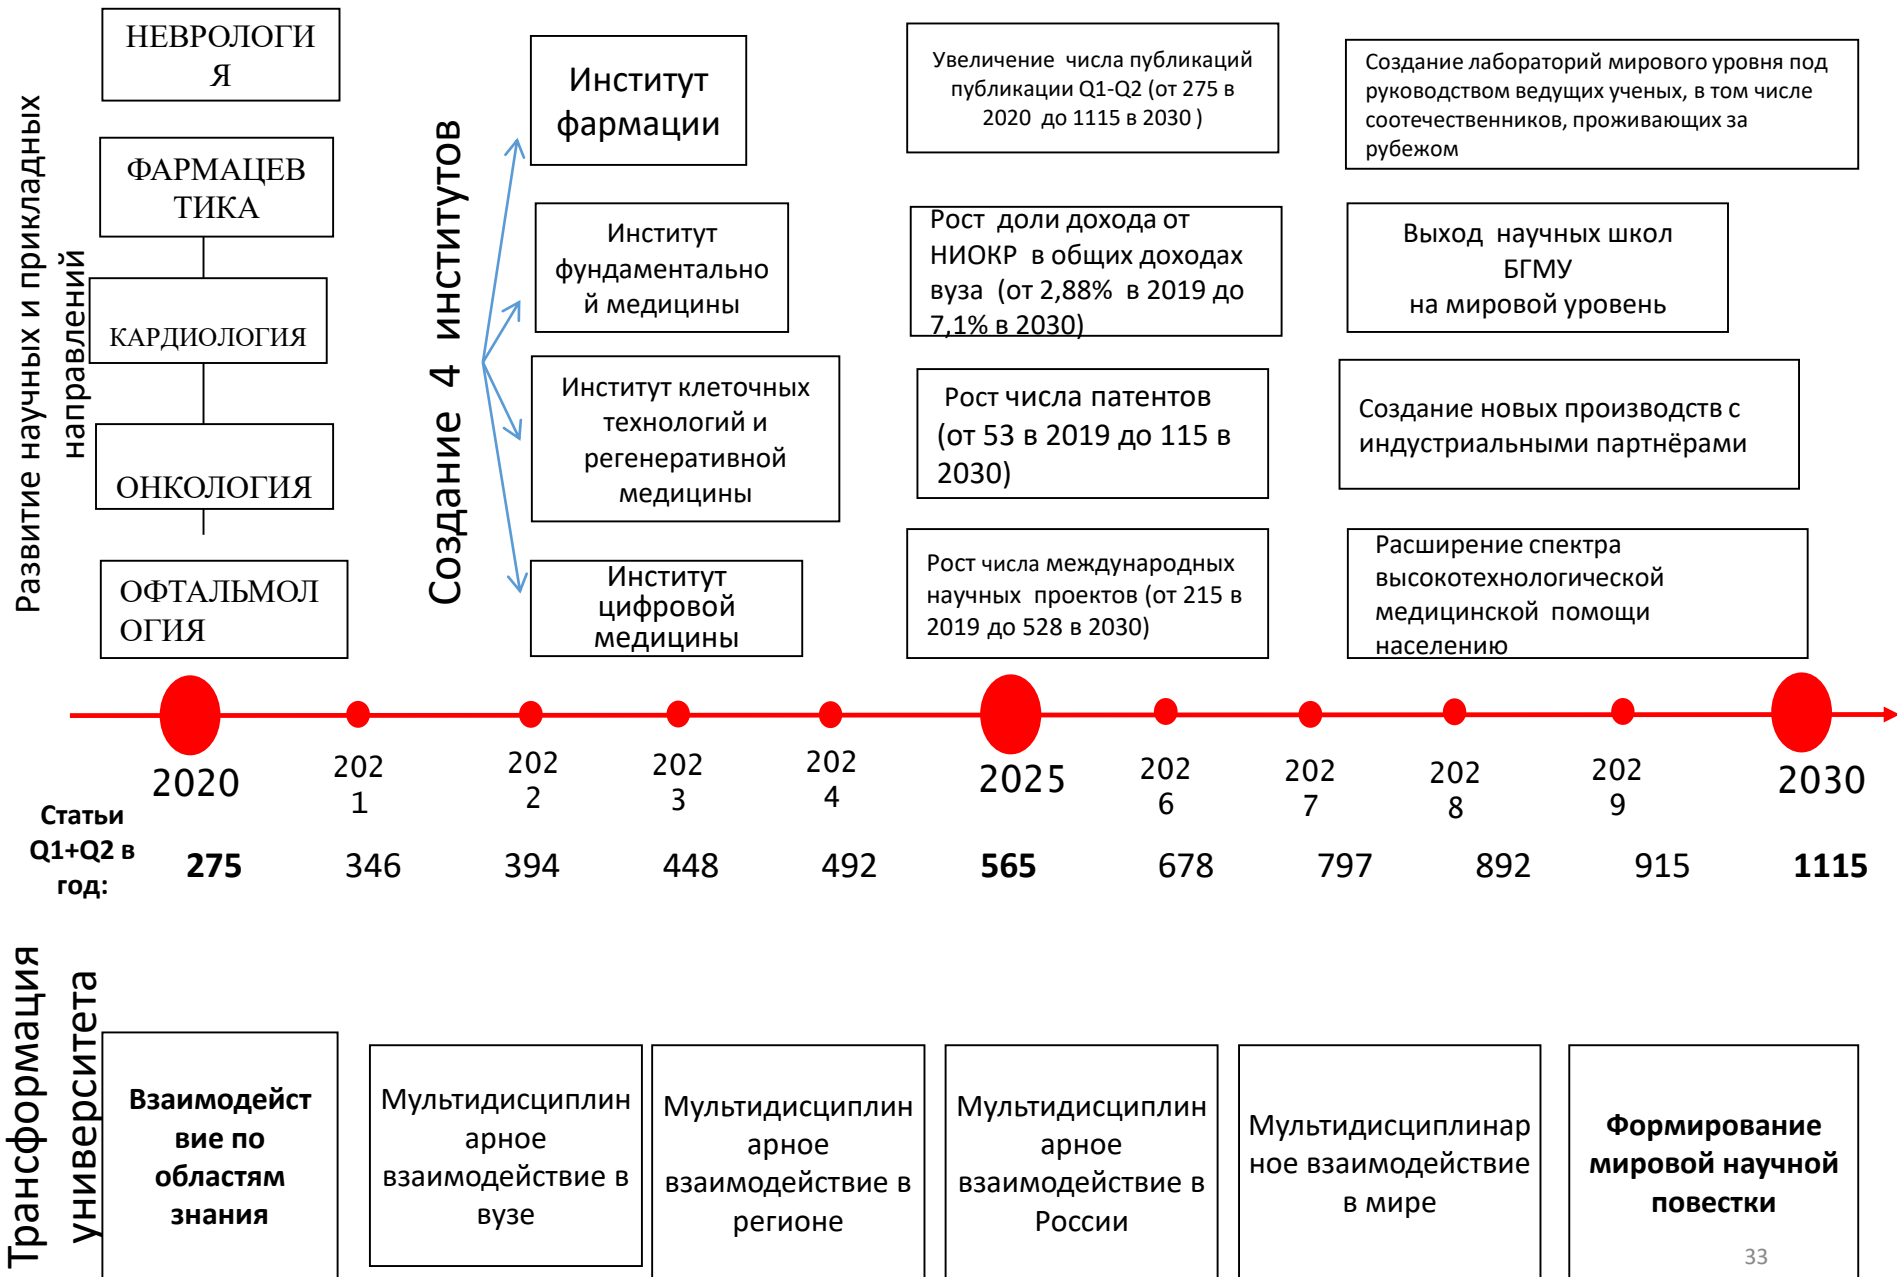 Развитие научных и прикладных
направлений
НЕВРОЛОГИ
Я
ФАРМАЦЕВ
ТИКА
КАРДИОЛОГИЯ
ОНКОЛОГИЯ
ОФТАЛЬМОЛ
ОГИЯ
Создание 4 институтов
Институт
фармации
Институт
фундаментально
й медицины
Институт клеточных
технологий и
регенеративной
медицины
Институт
цифровой
медицины
Увеличение числа публикаций
публикации Q1-Q2 (от 275 в
2020 до 1115 в 2030 )
Рост доли дохода от
НИОКР в общих доходах
вуза (от 2,88% в 2019 до
7,1% в 2030)
Рост числа патентов
(от 53 в 2019 до 115 в
2030)
Рост числа международных
научных проектов (от 215 в
2019 до 528 в 2030)
Создание лабораторий мирового уровня под
руководством ведущих ученых, в том числе
соотечественников, проживающих за
рубежом
Выход научных школ
БГМУ
на мировой уровень
Создание новых производств с
индустриальными партнёрами
Расширение спектра
высокотехнологической
медицинской помощи
населению
2020
202
1
202
2
202
3
202
4
2025
202
6
202
7
202
8
202
9
2030
Статьи
Q1+Q2 в
год:
275 346 394 448 492 565 678 797 892 915 1115
Трансформация
университета
Взаимодейст
вие по
областям
знания
Мультидисциплин
арное
взаимодействие в
вузе
Мультидисциплин
арное
взаимодействие в
регионе
Мультидисциплин
арное
взаимодействие в
России
Мультидисциплинар
ное взаимодействие
в мире
Формирование
мировой научной
повестки
33